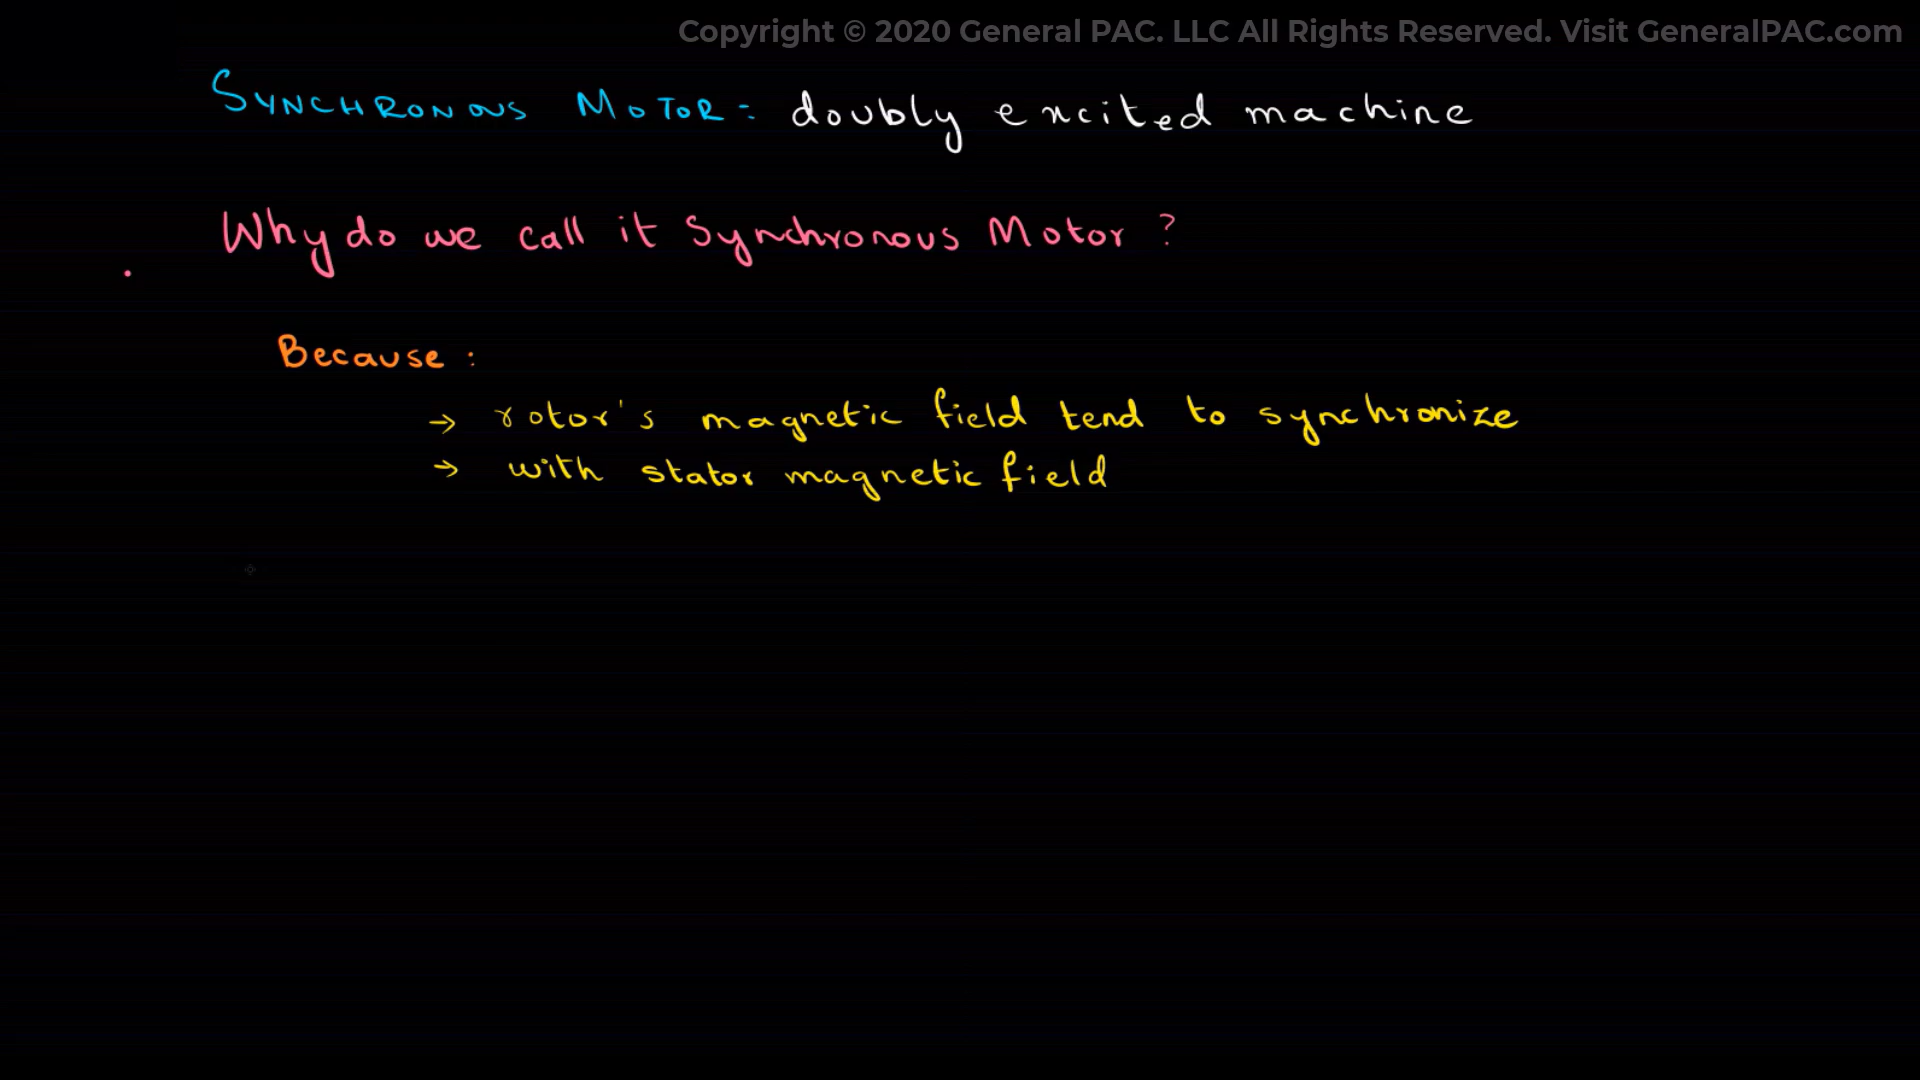 Copyright © 2020 General PAC. LLC All Rights Reserved. Visit GeneralPAC.com
SYNCHRONOUS MOTOR: doubly excited machine
Why do we call it Synchronous Motor ?
Because :
→ rotor's magnetic field tend to synchronize
→ with stator magnetic field